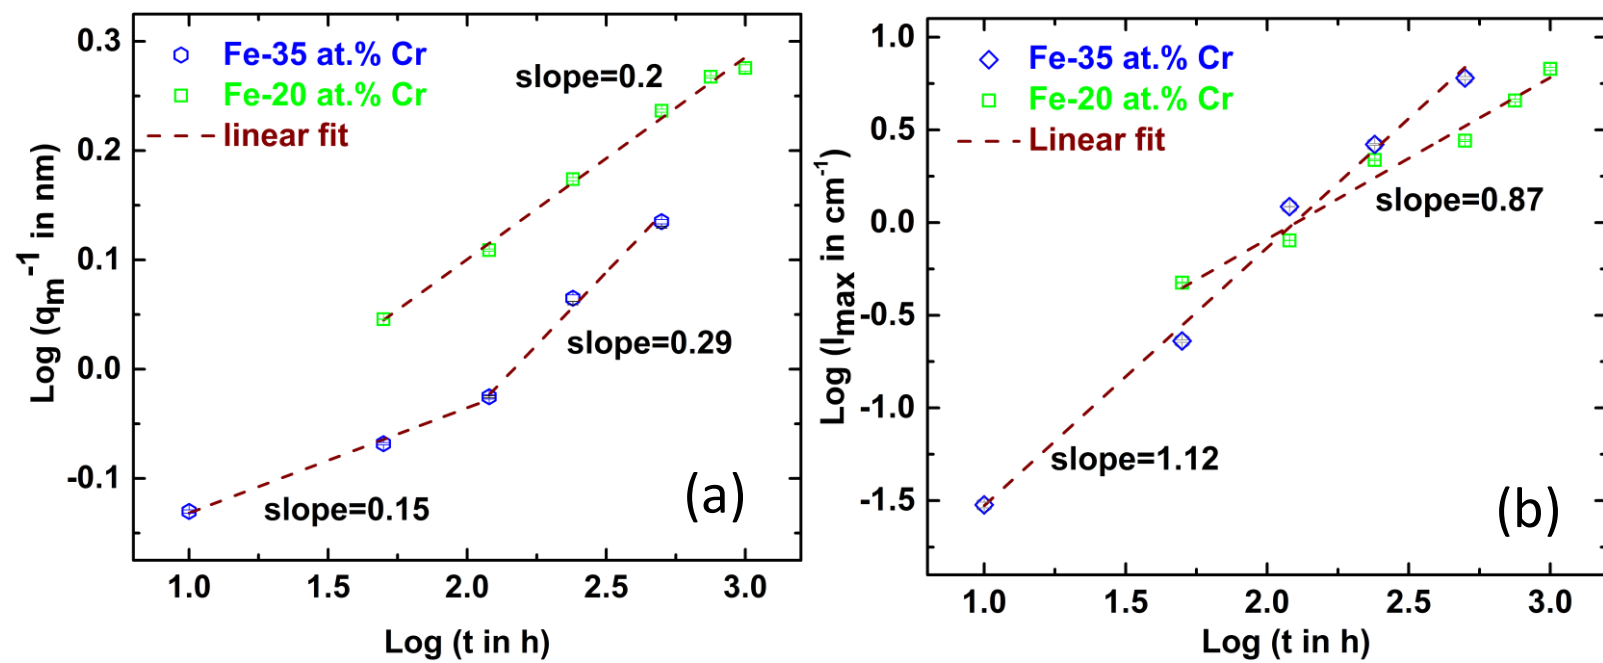 Fe-35 at.% Cr
Fe-20 at.% Cr
linear fit
slope=0.2
slope=0.29
slope=0.15
(a)
0.3
0.2
0.1
0.0
-0.1
Log (qm-1 in nm)
1.0 1.5 2.0 2.5 3.0
Log (t in h)
Fe-35 at.% Cr
Fe-20 at.% Cr
Linear fit
slope=0.87
slope=1.12
(b)
1.0
0.5
0.0
-0.5
-1.0
-1.5
Log (Imax in cm-1)
1.0 1.5 2.0 2.5 3.0
Log (t in h)